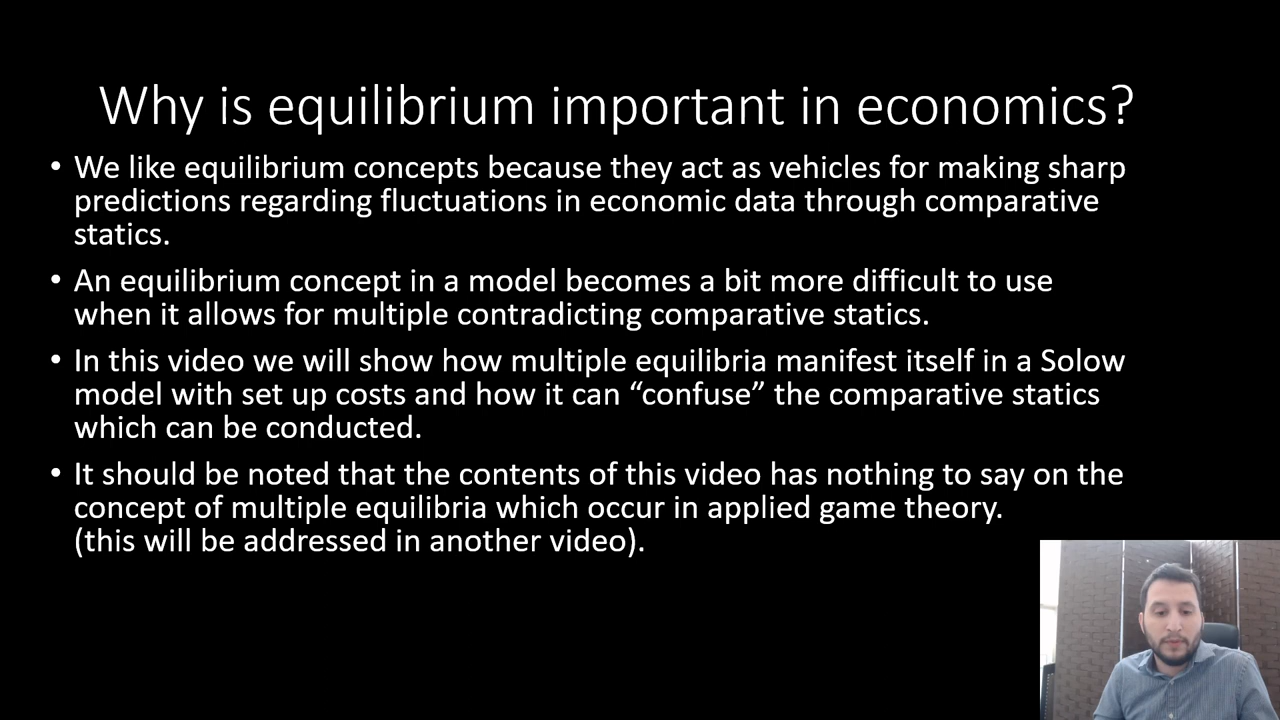 Why is equilibrium important in economics?
• We like equilibrium concepts because they act as vehicles for making sharp
predictions regarding fluctuations in economic data through comparative
statics.
• An equilibrium concept in a model becomes a bit more difficult to use
when it allows for multiple contradicting comparative statics.
• In this video we will show how multiple equilibria manifest itself in a Solow
model with set up costs and how it can “confuse” the comparative statics
which can be conducted.
• It should be noted that the contents of this video has nothing to say on the
concept of multiple equilibria which occur in applied game theory.
(this will be addressed in another video).